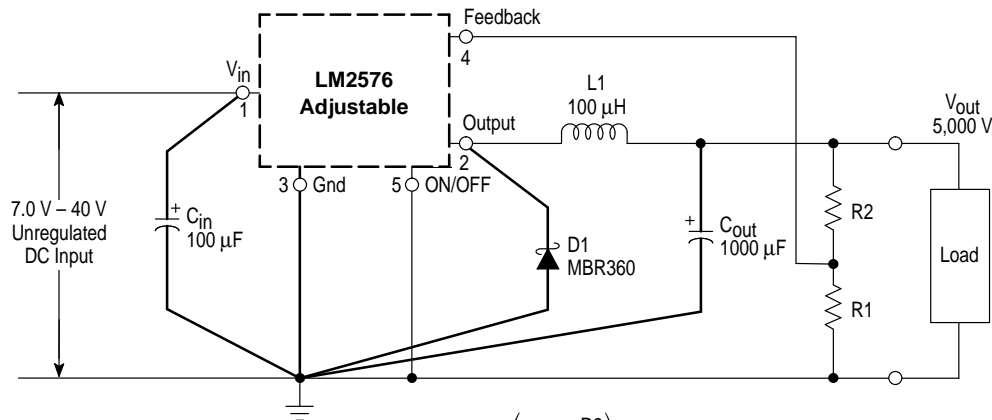 Feedback
4
Vin
1
LM2576
Adjustable
L1
100 μH
Vout
5,000 V
Output
2
3 Gnd
5 ON/OFF
7.0 V – 40 V
Unregulated
DC Input
+
Cin
100 μF
D1
MBR360
+
Cout
1000 μF
R2
Load
R1